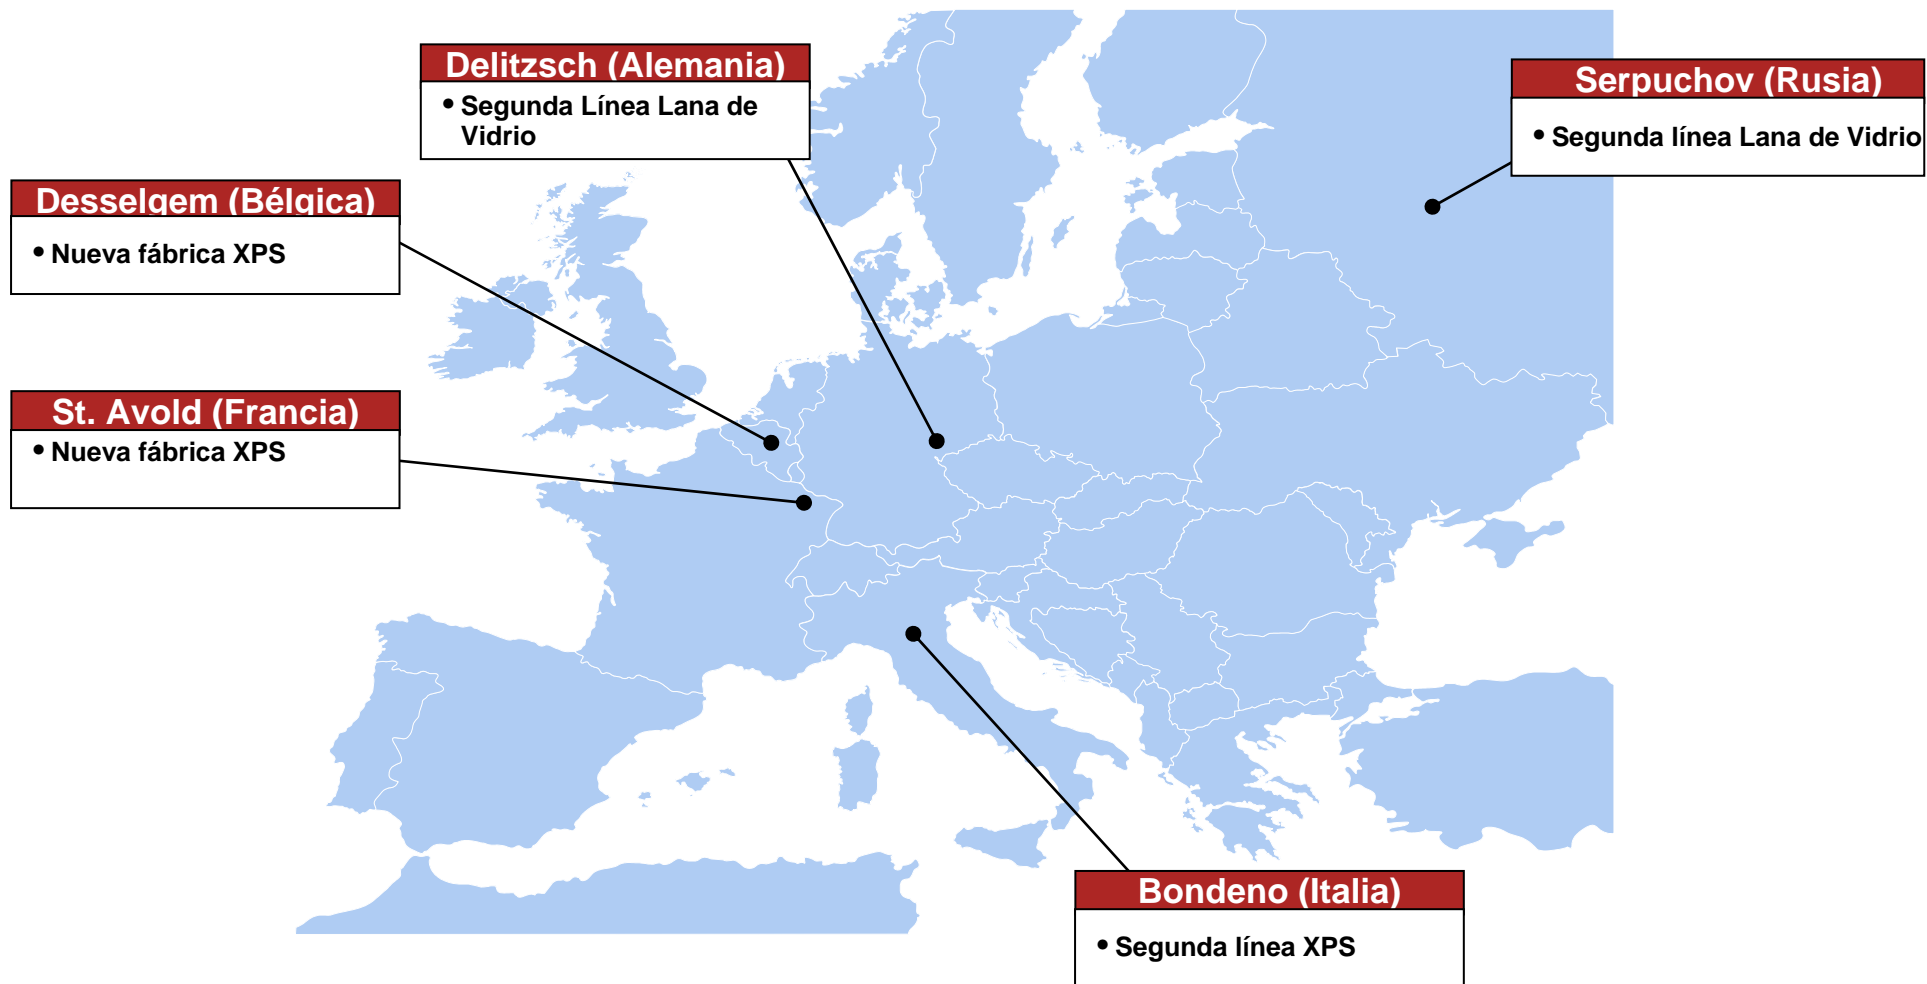 Delitzsch (Alemania)
• Segunda Línea Lana de
Vidrio
Serpuchov (Rusia)
• Segunda línea Lana de Vidrio
Desselgem (Bélgica)
• Nueva fábrica XPS
St. Avold (Francia)
• Nueva fábrica XPS
Bondeno (Italia)
• Segunda línea XPS